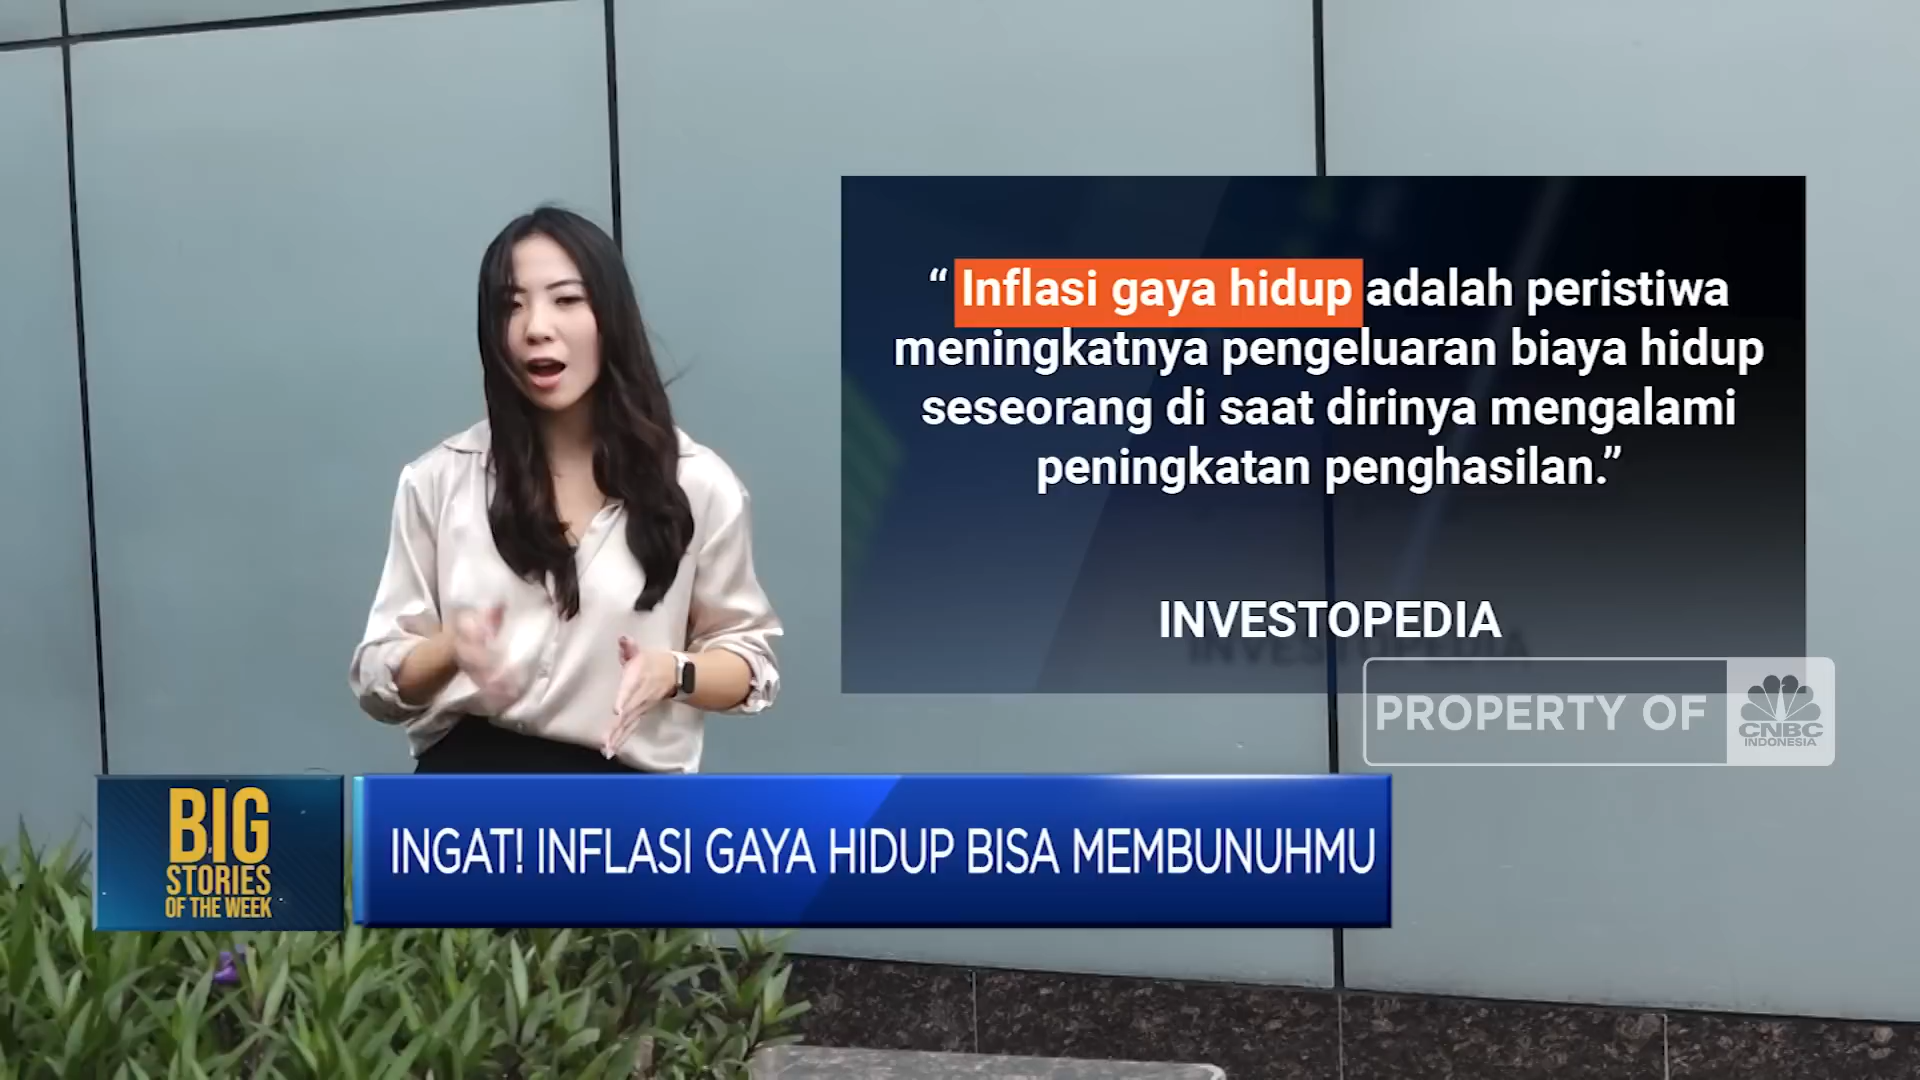 “ Inflasi gaya hidup adalah peristiwa
meningkatnya pengeluaran biaya hidup
seseorang di saat dirinya mengalami
peningkatan penghasilan.”
INVESTOPEDIA
PROPERTY OF
CNBC
INDONESIA
BIG
STORIES
OF THE WEEK
INGAT! INFLASI GAYA HIDUP BISA MEMBUNUHMU